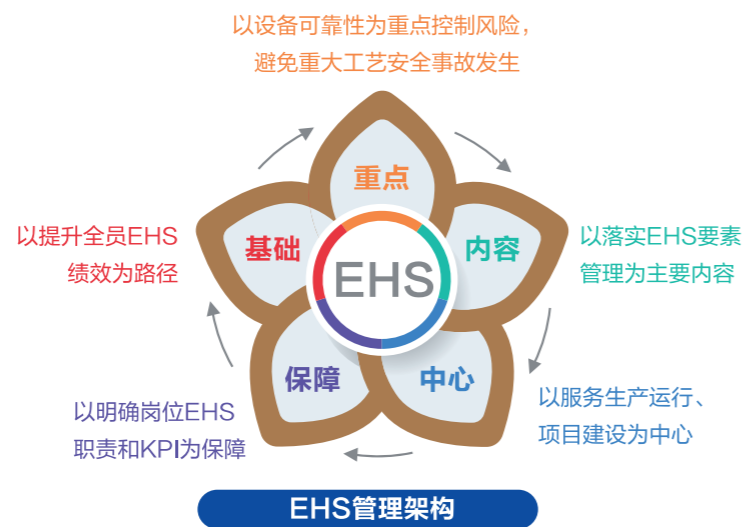 以设备可靠性为重点控制风险，
避免重大工艺安全事故发生
重点
基础
内容
EHS
以提升全员EHS
绩效为路径
以落实EHS要素
管理为主要内容
保障
中心
以明确岗位EHS
职责和KPI为保障
以服务生产运行、
项目建设为中心
EHS管理架构